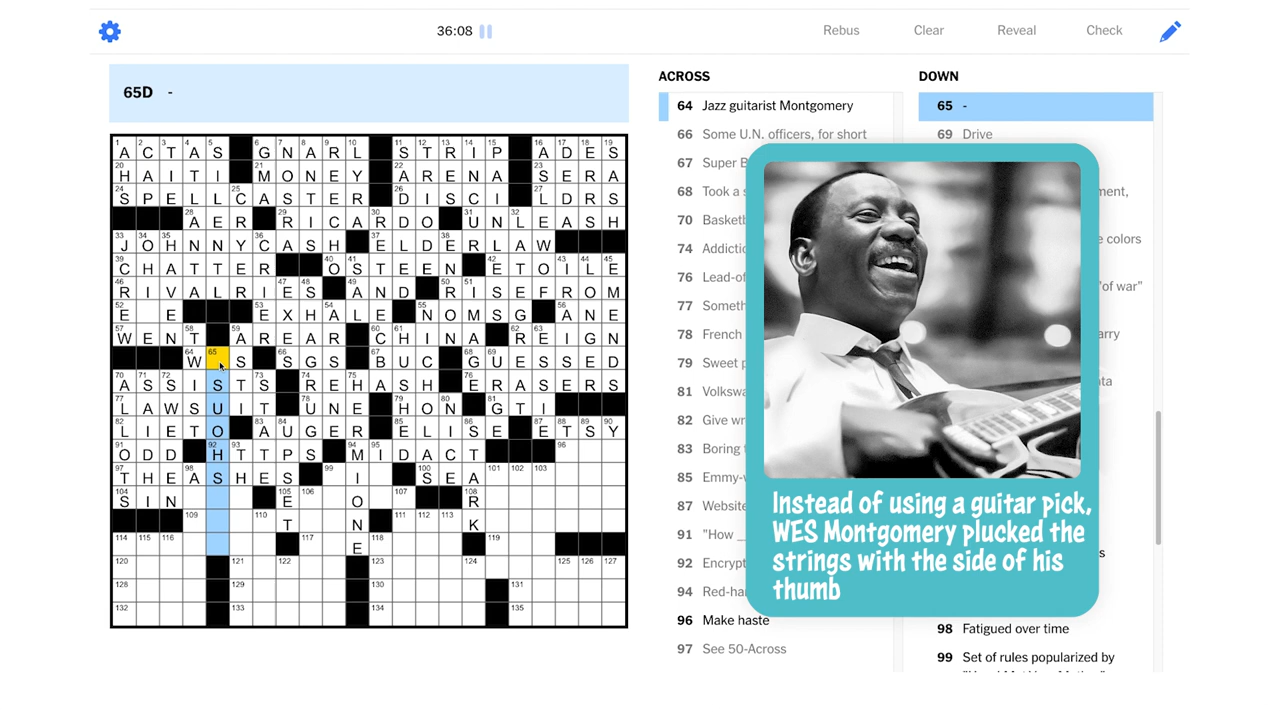 36:08
Rebus Clear Reveal Check
65D -
ACROSS
64 Jazz guitarist Montgomery
66 Some U.N. officers, for short
67 Super B
68 Took a s
70 Basketb
74 Addictio
76 Lead-of
77 Someth
78 French
79 Sweet p
81 Volkswa
82 Give wr
83 Boring t
85 Emmy-w
87 Website
91 "How _
92 Encrypt
94 Red-ha
96 Make haste
97 See 50-Across
DOWN
65 -
69 Drive
ment,
e colors
"of war"
arry
ata
s
98 Fatigued over time
99 Set of rules popularized by
Instead of using a guitar pick,
WES Montgomery plucked the
strings with the side of his
thumb
A C T A S G N A R L S T R I P A D E S
H A I T I M O N E Y A R E N A S E R A
S P E L L C A S T E R D I S C I L D R S
A E R R I C A R D O U N L E A S H
J O H N N Y C A S H E L D E R L A W
C H A T T E R O S T E E N E T O I L E
R I V A L R I E S A N D R I S E F R O M
E E E X H A L E N O M S G A N E
W E N T A R E A R C H I N A R E I G N
W S S G S B U C G U E S S E D
A S S I S T S R E H A S H E R A S E R S
L A W S U I T U N E H O N G T I
L I E T O A U G E R E L I S E E T S Y
O D D H T T P S M I D A C T
T H E A S H E S I S E A
S I N E O R
T N K
E